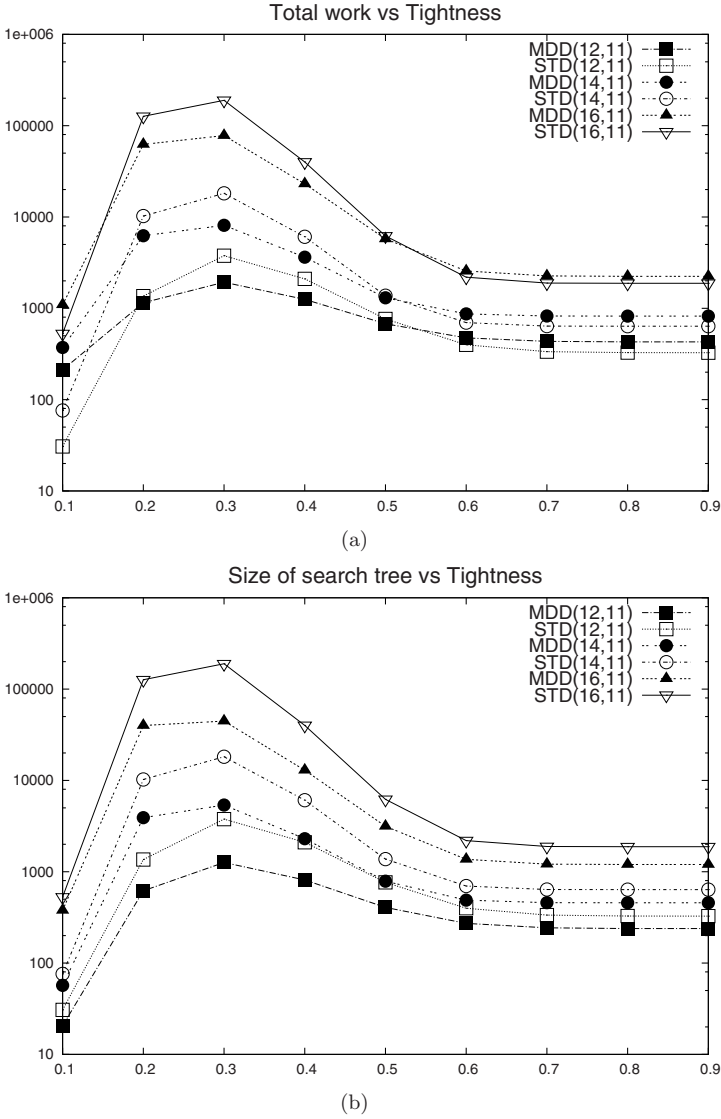 Total work vs Tightness
1e+006
100000
10000
1000
100
10
MDD(12,11)
STD(12,11)
MDD(14,11)
STD(14,11)
MDD(16,11)
STD(16,11)
0.1 0.2 0.3 0.4 0.5 0.6 0.7 0.8 0.9
(a)
Size of search tree vs Tightness
1e+006
100000
10000
1000
100
10
MDD(12,11)
STD(12,11)
MDD(14,11)
STD(14,11)
MDD(16,11)
STD(16,11)
0.1 0.2 0.3 0.4 0.5 0.6 0.7 0.8 0.9
(b)